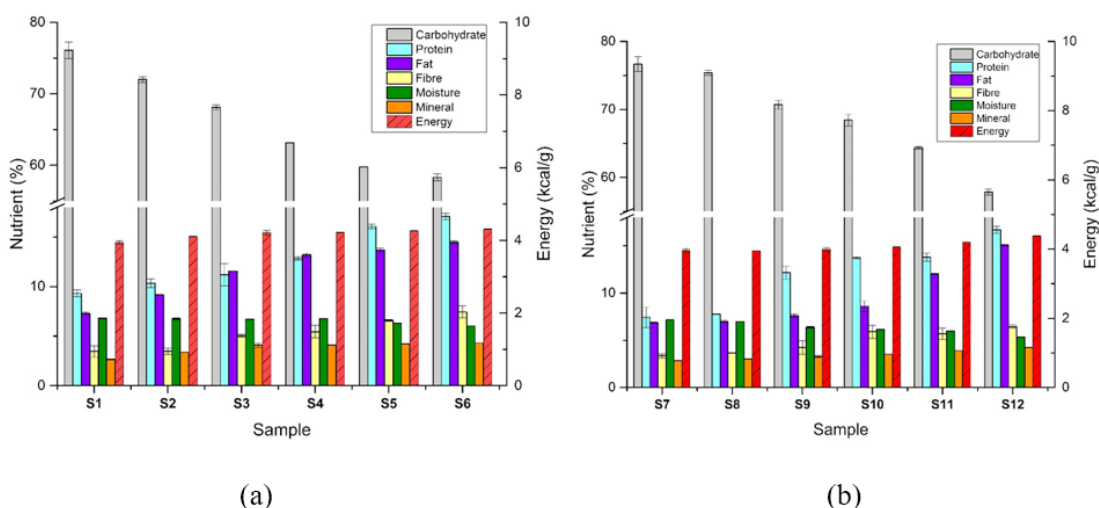 80
70
60
10
0
Nutrient (%)
10
8
6
4
2
0
Energy (kcal/g)
Carbohydrate
Protein
Fat
Fibre
Moisture
Mineral
Energy
S1 S2 S3 S4 S5 S6
Sample
(a)
80
70
60
10
0
Nutrient (%)
10
8
6
4
2
0
Energy (kcal/g)
Carbohydrate
Protein
Fat
Fibre
Moisture
Mineral
Energy
S7 S8 S9 S10 S11 S12
Sample
(b)